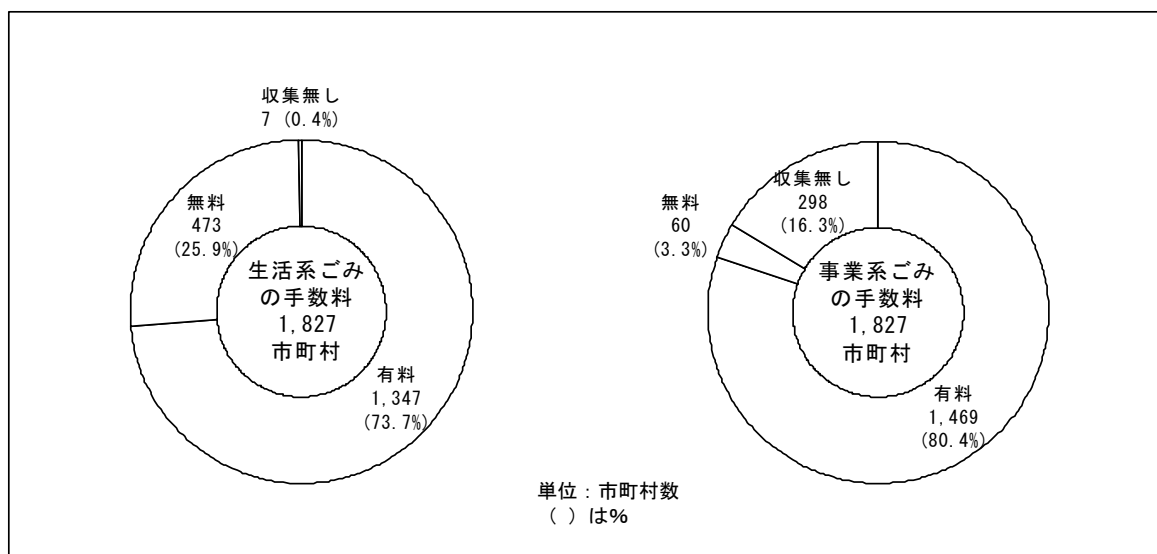 収集無し
7 (0.4%)
無料
473
(25.9%)
生活系ごみ
の手数料
1,827
市町村
有料
1,347
(73.7%)
収集無し
298
(16.3%)
無料
60
(3.3%)
事業系ごみ
の手数料
1,827
市町村
有料
1,469
(80.4%)
単位：市町村数
（ ）は%